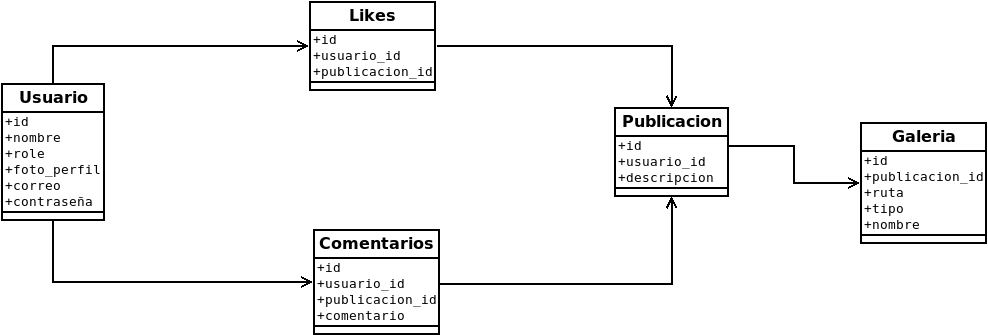 Likes
+id
+usuario_id
+publicacion_id
Usuario
+id
+nombre
+role
+foto_perfil
+correo
+contraseña
Publicacion
+id
+usuario_id
+descripcion
Galeria
+id
+publicacion_id
+ruta
+tipo
+nombre
Comentarios
+id
+usuario_id
+publicacion_id
+comentario